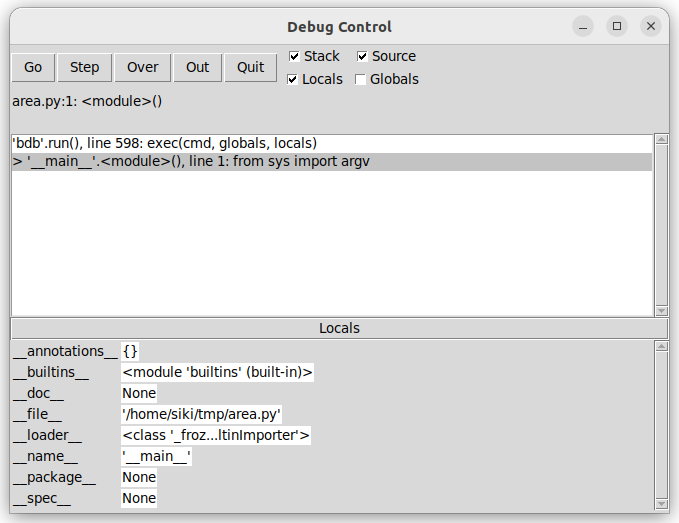 Debug Control
Go Step Over Out Quit Stack Source
Locals Globals
area.py:1: <module>()
'bdb'.run(), line 598: exec(cmd, globals, locals)
> '__main__'.<module>(), line 1: from sys import argv
Locals
__annotations__ {}
__builtins__ <module 'builtins' (built-in)>
__doc__ None
__file__ '/home/siki/tmp/area.py'
__loader__ <class '_froz...ltinImporter'>
__name__ '__main__'
__package__ None
__spec__ None